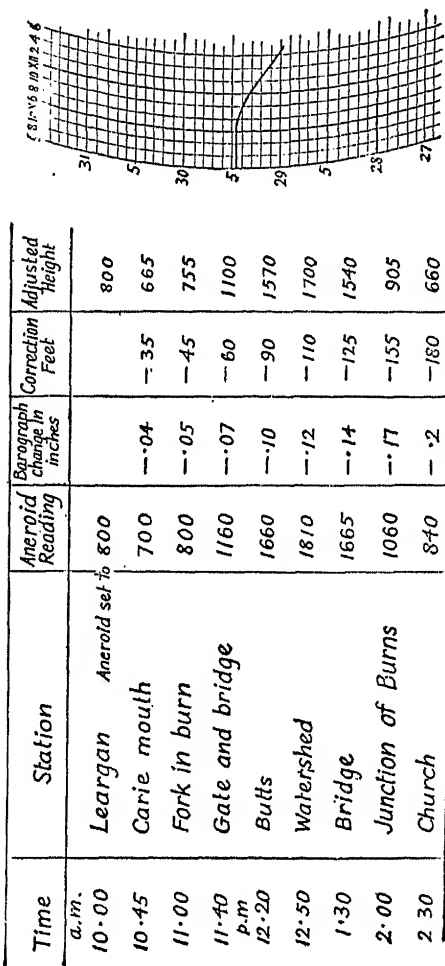 31 5 30 5 29 5 28 5 27
Time Station Aneroid Reading Barograph change in inches Correction Feet Adjusted Height
a.m.
10·00 Leargan Aneroid set to 800 800
10·45 Carie mouth 700 —·04 —·35 665
11·00 Fork in burn 800 —·05 —45 755
11·40 Gate and bridge 1160 —·07 —60 1100
p.m
12·20 Butts 1660 —·10 —90 1570
12·50 Watershed 1810 —·12 —110 1700
1·30 Bridge 1665 —·14 —125 1540
2·00 Junction of Burns 1060 —·17 —155 905
2 30 Church 840 —·2 —180 660